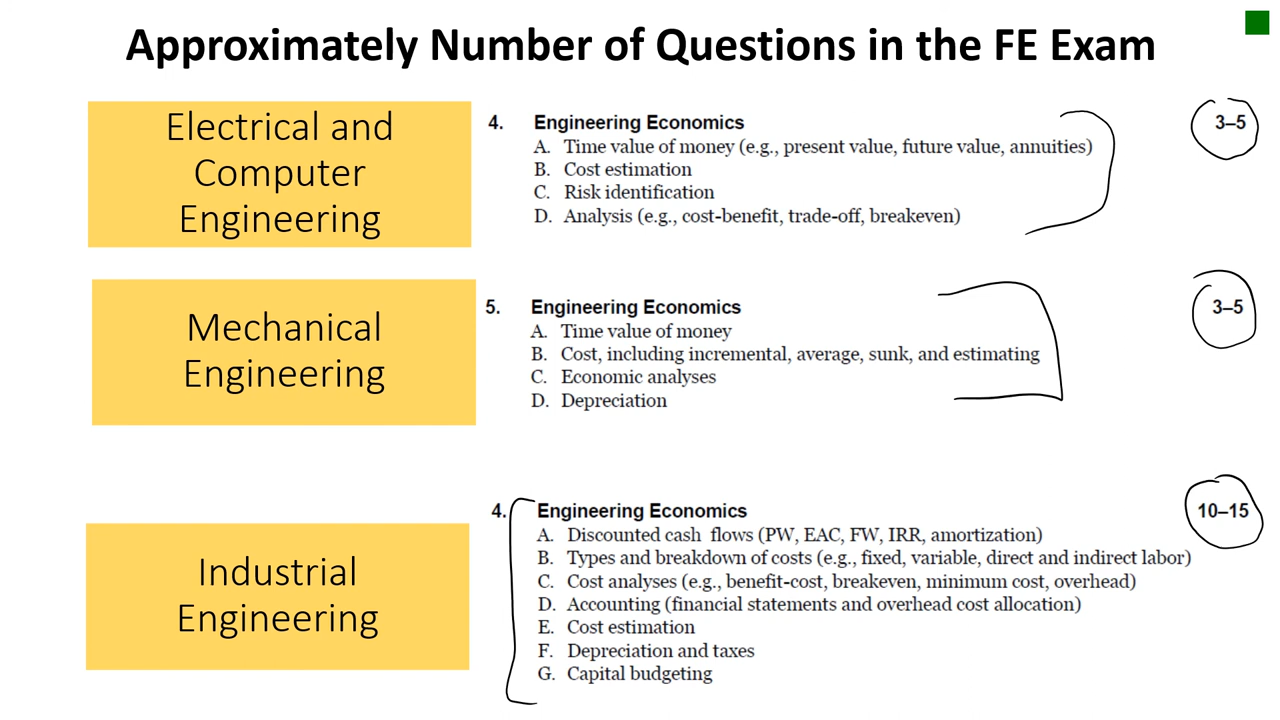 Approximately Number of Questions in the FE Exam
Electrical and
Computer
Engineering
4. Engineering Economics 3–5
A. Time value of money (e.g., present value, future value, annuities)
B. Cost estimation
C. Risk identification
D. Analysis (e.g., cost-benefit, trade-off, breakeven)
Mechanical
Engineering
5. Engineering Economics 3–5
A. Time value of money
B. Cost, including incremental, average, sunk, and estimating
C. Economic analyses
D. Depreciation
Industrial
Engineering
4. Engineering Economics 10–15
A. Discounted cash flows (PW, EAC, FW, IRR, amortization)
B. Types and breakdown of costs (e.g., fixed, variable, direct and indirect labor)
C. Cost analyses (e.g., benefit-cost, breakeven, minimum cost, overhead)
D. Accounting (financial statements and overhead cost allocation)
E. Cost estimation
F. Depreciation and taxes
G. Capital budgeting